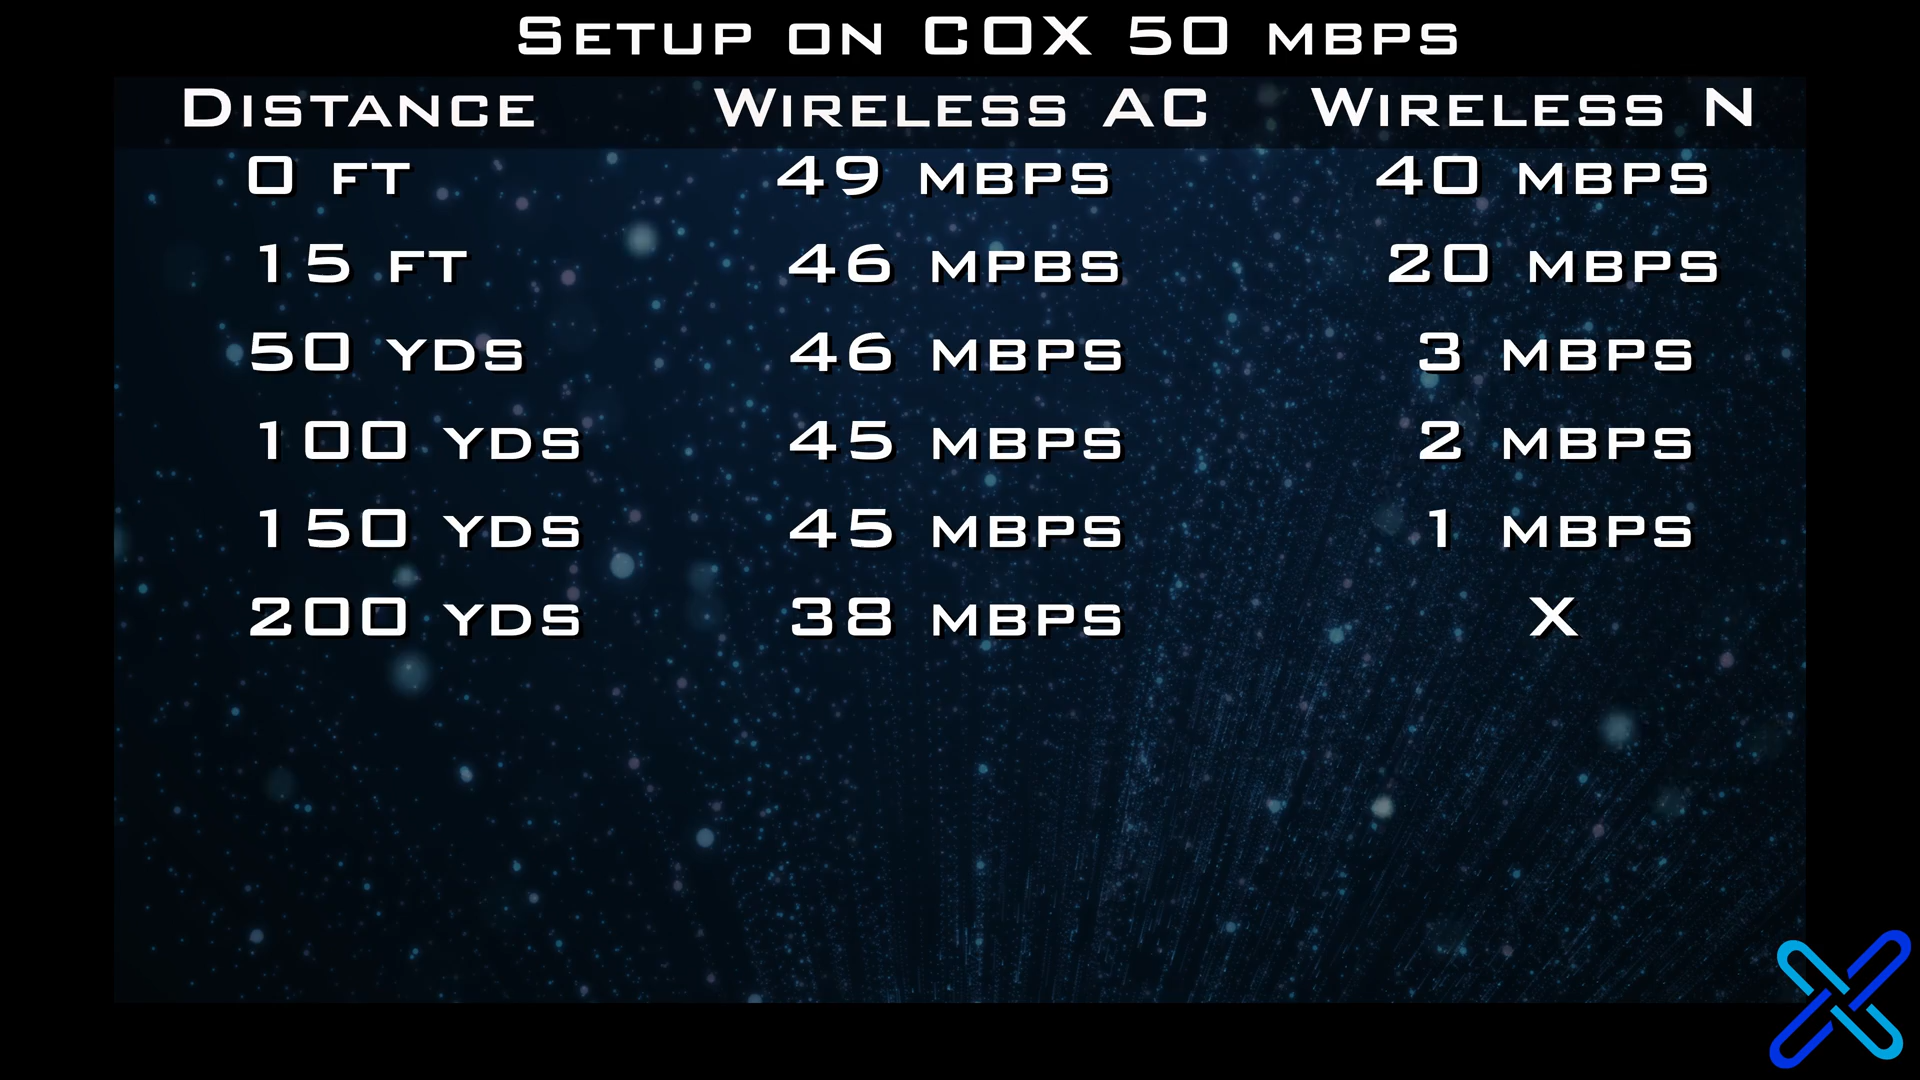 Setup on COX 50 mbps
Distance Wireless AC Wireless N
0 ft 49 mbps 40 mbps
15 ft 46 mpbs 20 mbps
50 yds 46 mbps 3 mbps
100 yds 45 mbps 2 mbps
150 yds 45 mbps 1 mbps
200 yds 38 mbps X